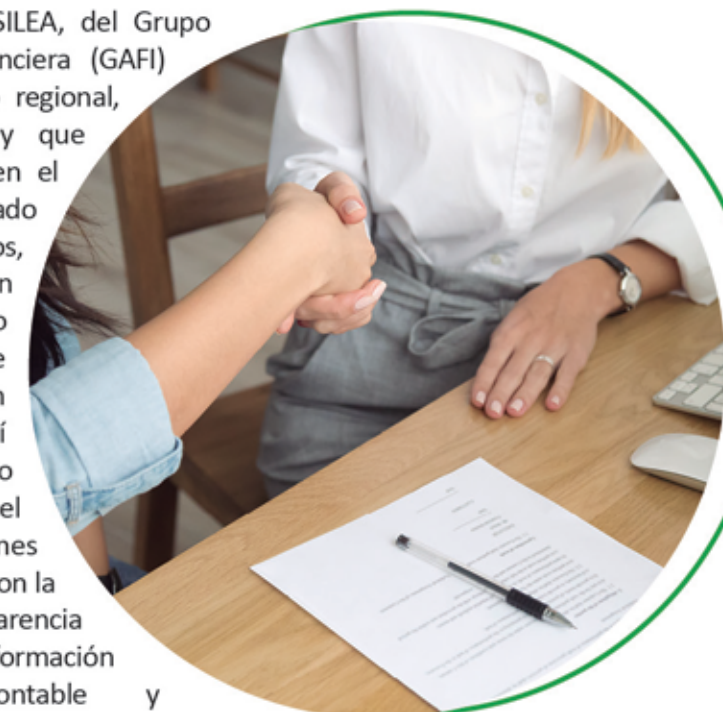 SILEA, del Grupo
nciera (GAFI)
regional,
y que
en el
ado
os,
n
o
e
n
í
o
el
nes
on la
arencia
formación
ontable y